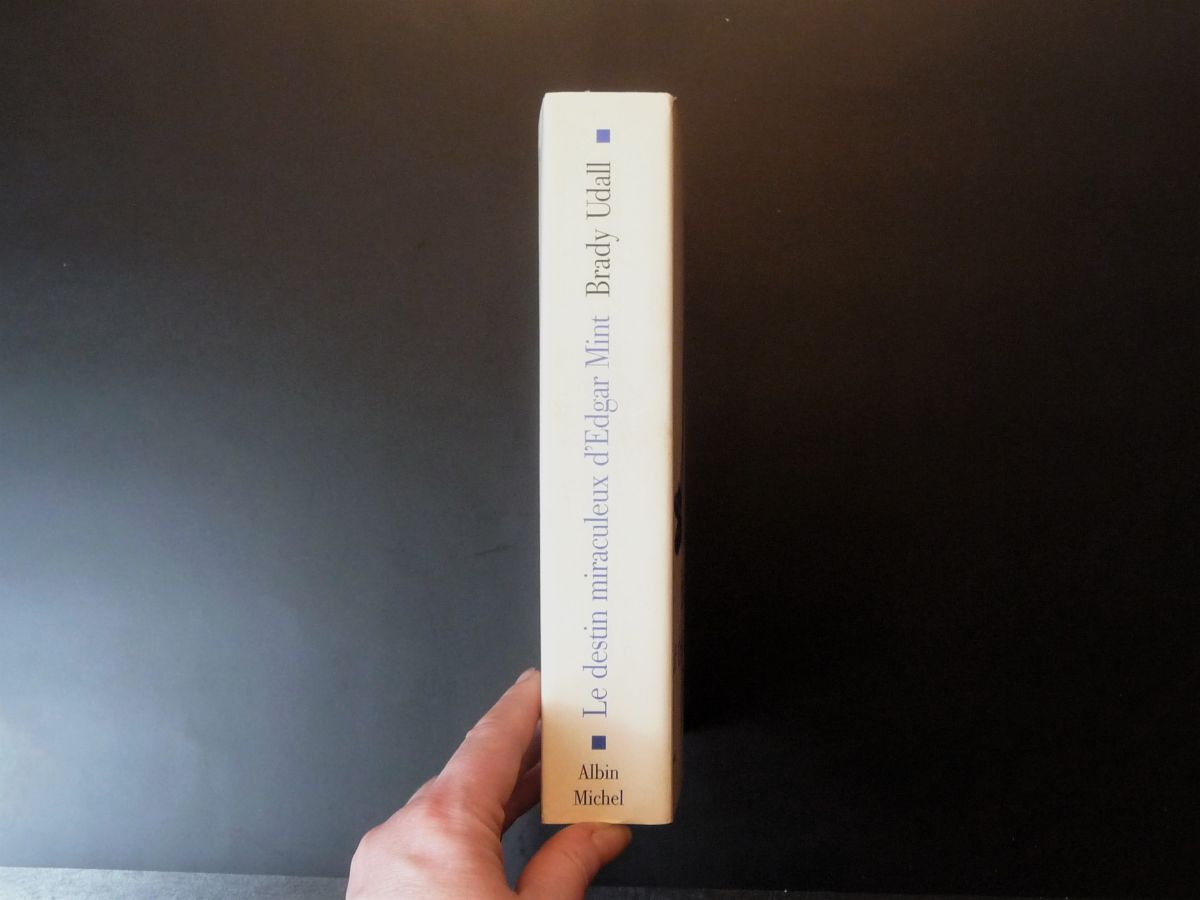 Le destin miraculeux d'Edgar Mint Brady Udall
Albin
Michel